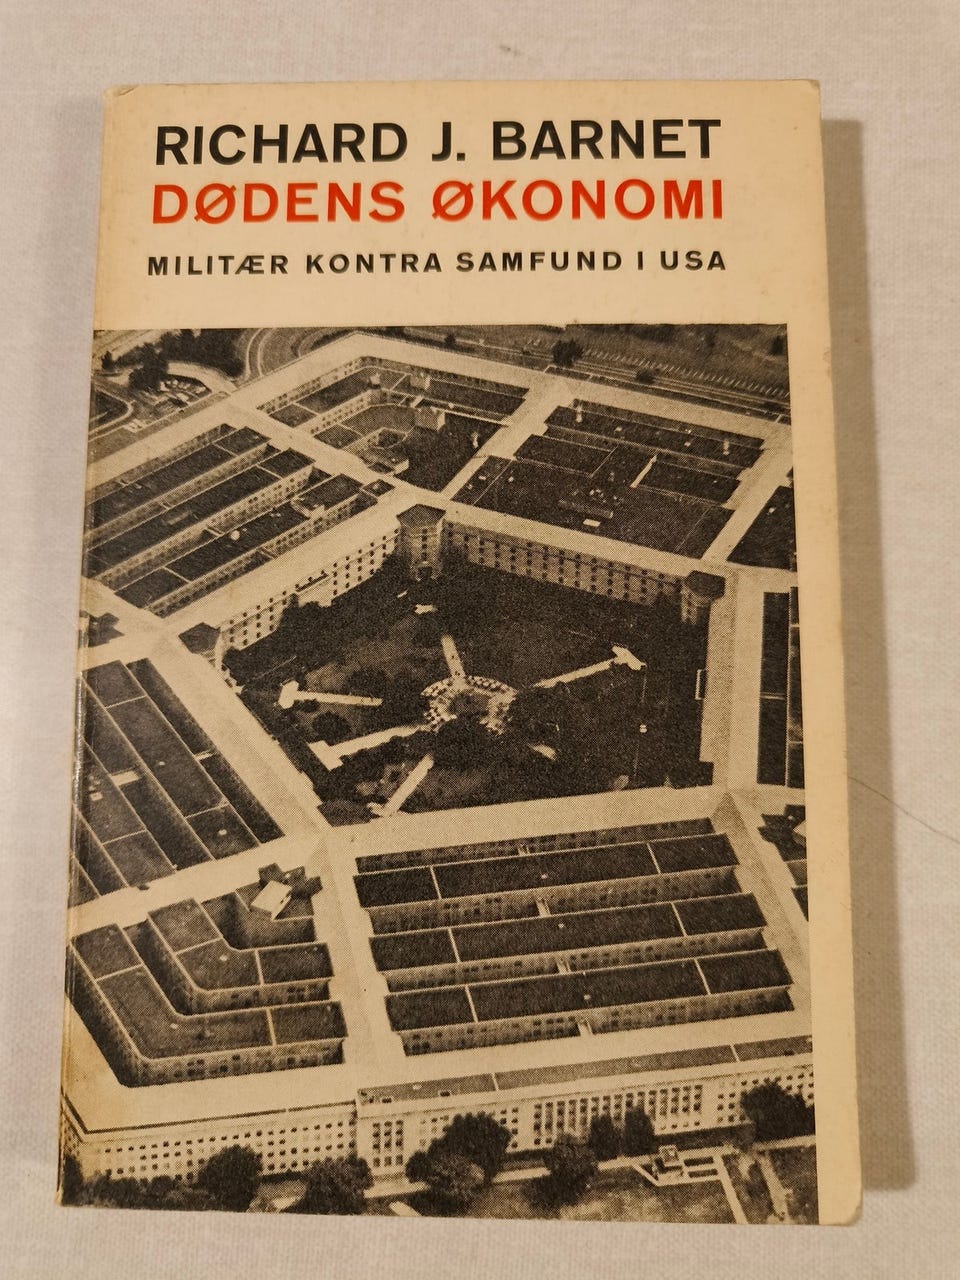 RICHARD J. BARNET
DØDENS ØKONOMI
MILITÆR KONTRA SAMFUND I USA